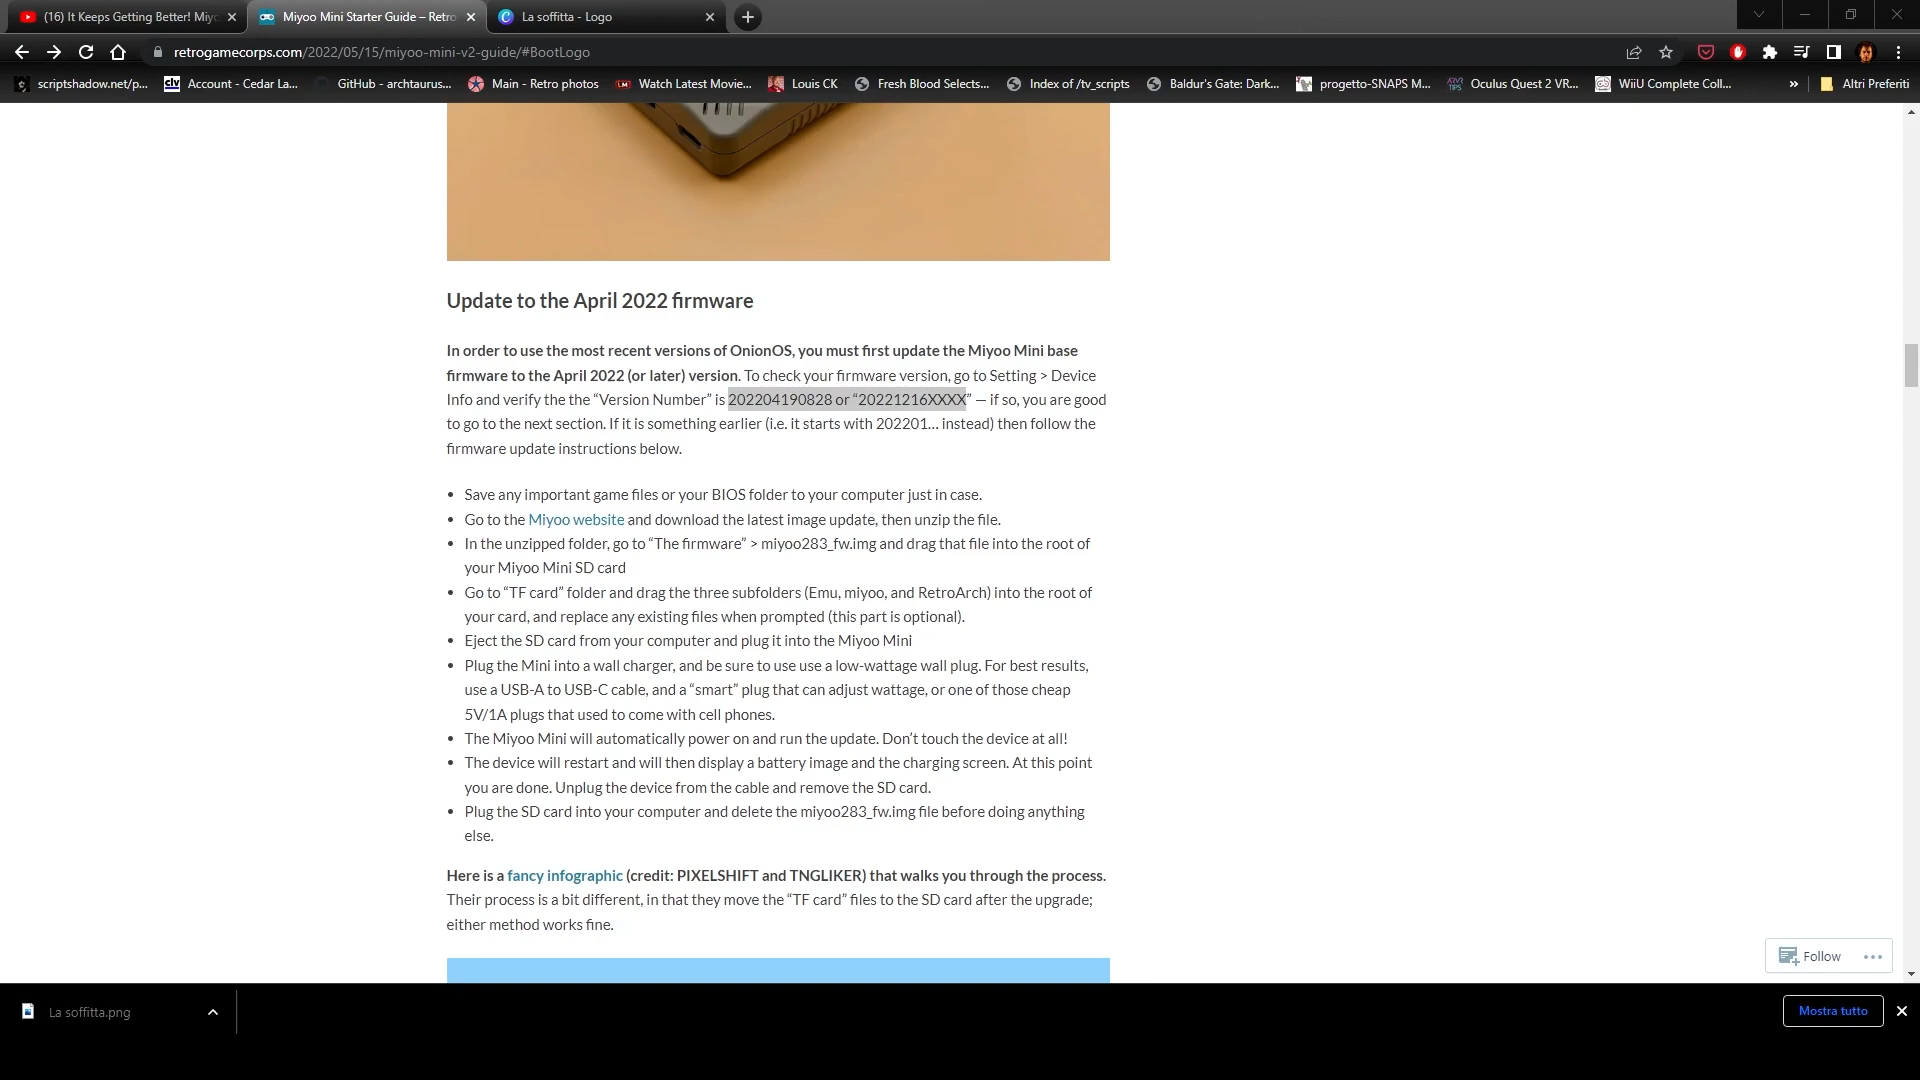 (16) It Keeps Getting Better! Miyo
Miyoo Mini Starter Guide – Retro
La soffitta - Logo
retrogamecorps.com/2022/05/15/miyoo-mini-v2-guide/#BootLogo
scriptshadow.net/p...
Account - Cedar La...
GitHub - archtaurus...
Main - Retro photos
LM
Watch Latest Movie...
Louis CK
Fresh Blood Selects...
Index of /tv_scripts
Baldur's Gate: Dark...
progetto-SNAPS M...
Oculus Quest 2 VR...
WiiU Complete Coll...
»
Altri Preferiti
Update to the April 2022 firmware
In order to use the most recent versions of OnionOS, you must first update the Miyoo Mini base
firmware to the April 2022 (or later) version. To check your firmware version, go to Setting > Device
Info and verify the the “Version Number” is 202204190828 or “20221216XXXX” — if so, you are good
to go to the next section. If it is something earlier (i.e. it starts with 202201… instead) then follow the
firmware update instructions below.
• Save any important game files or your BIOS folder to your computer just in case.
• Go to the Miyoo website and download the latest image update, then unzip the file.
• In the unzipped folder, go to “The firmware” > miyoo283_fw.img and drag that file into the root of
your Miyoo Mini SD card
• Go to “TF card” folder and drag the three subfolders (Emu, miyoo, and RetroArch) into the root of
your card, and replace any existing files when prompted (this part is optional).
• Eject the SD card from your computer and plug it into the Miyoo Mini
• Plug the Mini into a wall charger, and be sure to use use a low-wattage wall plug. For best results,
use a USB-A to USB-C cable, and a “smart” plug that can adjust wattage, or one of those cheap
5V/1A plugs that used to come with cell phones.
• The Miyoo Mini will automatically power on and run the update. Don’t touch the device at all!
• The device will restart and will then display a battery image and the charging screen. At this point
you are done. Unplug the device from the cable and remove the SD card.
• Plug the SD card into your computer and delete the miyoo283_fw.img file before doing anything
else.
Here is a fancy infographic (credit: PIXELSHIFT and TNGLIKER) that walks you through the process.
Their process is a bit different, in that they move the “TF card” files to the SD card after the upgrade;
either method works fine.
Follow
La soffitta.png
Mostra tutto